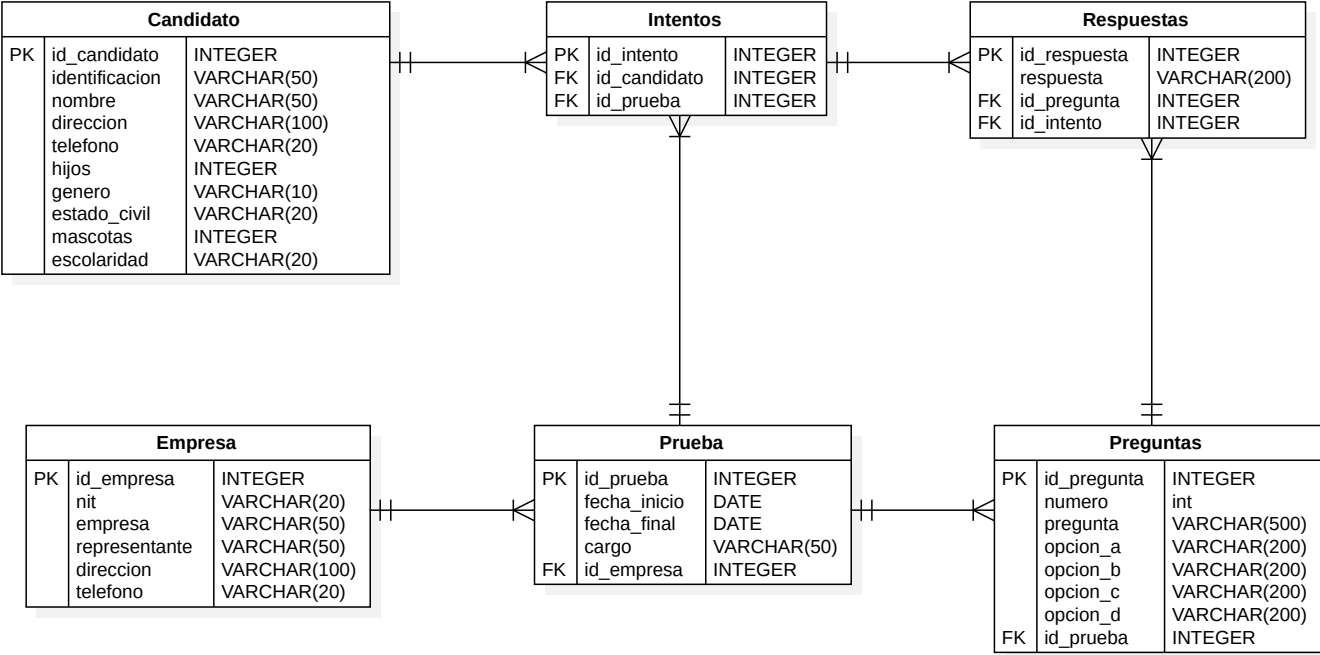 Candidato
PK id_candidato INTEGER
identificacion VARCHAR(50)
nombre VARCHAR(50)
direccion VARCHAR(100)
telefono VARCHAR(20)
hijos INTEGER
genero VARCHAR(10)
estado_civil VARCHAR(20)
mascotas INTEGER
escolaridad VARCHAR(20)
Intentos
PK id_intento INTEGER
FK id_candidato INTEGER
FK id_prueba INTEGER
Respuestas
PK id_respuesta INTEGER
respuesta VARCHAR(200)
FK id_pregunta INTEGER
FK id_intento INTEGER
Empresa
PK id_empresa INTEGER
nit VARCHAR(20)
empresa VARCHAR(50)
representante VARCHAR(50)
direccion VARCHAR(100)
telefono VARCHAR(20)
Prueba
PK id_prueba INTEGER
fecha_inicio DATE
fecha_final DATE
cargo VARCHAR(50)
FK id_empresa INTEGER
Preguntas
PK id_pregunta INTEGER
numero int
pregunta VARCHAR(500)
opcion_a VARCHAR(200)
opcion_b VARCHAR(200)
opcion_c VARCHAR(200)
opcion_d VARCHAR(200)
FK id_prueba INTEGER